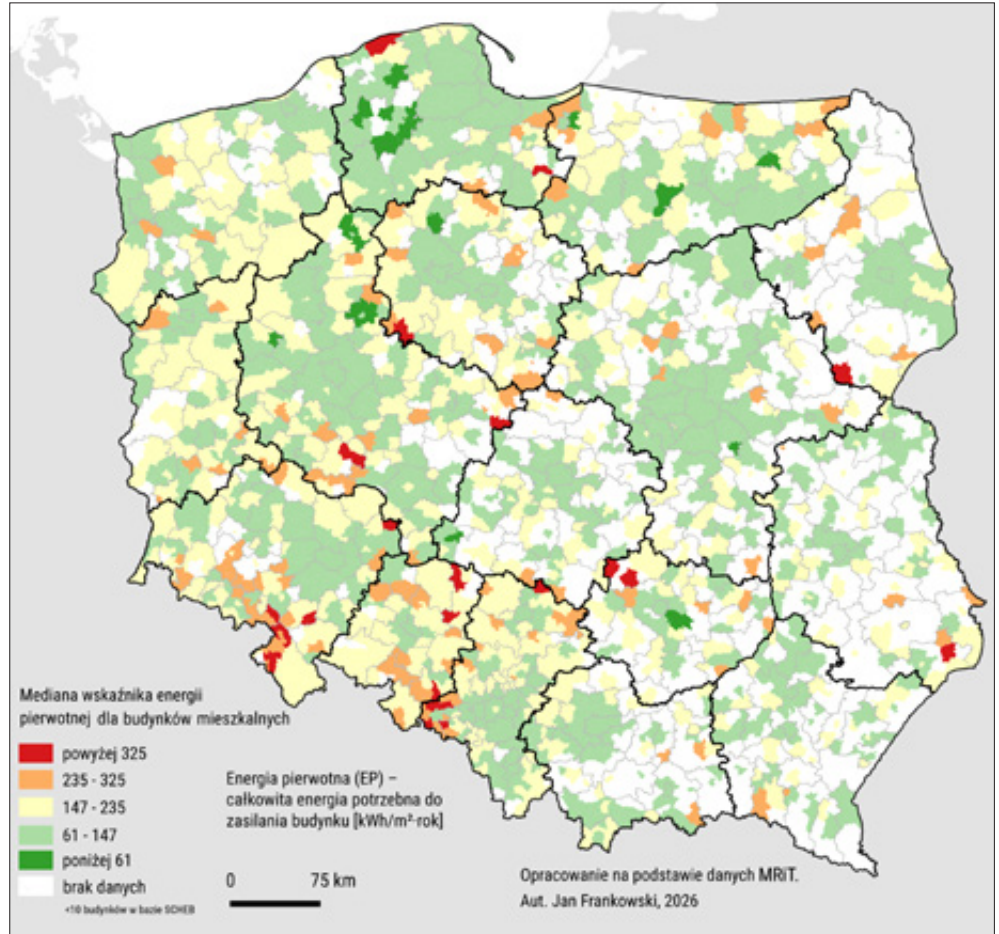 Mediana wskaźnika energii
pierwotnej dla budynków mieszkalnych
powyżej 325
235 - 325
147 - 235
61 - 147
poniżej 61
brak danych
<10 budynków w bazie SCHEB
Energia pierwotna (EP) –
całkowita energia potrzebna do
zasilania budynku [kWh/m²·rok]
0 75 km
Opracowanie na podstawie danych MRiT.
Aut. Jan Frankowski, 2026